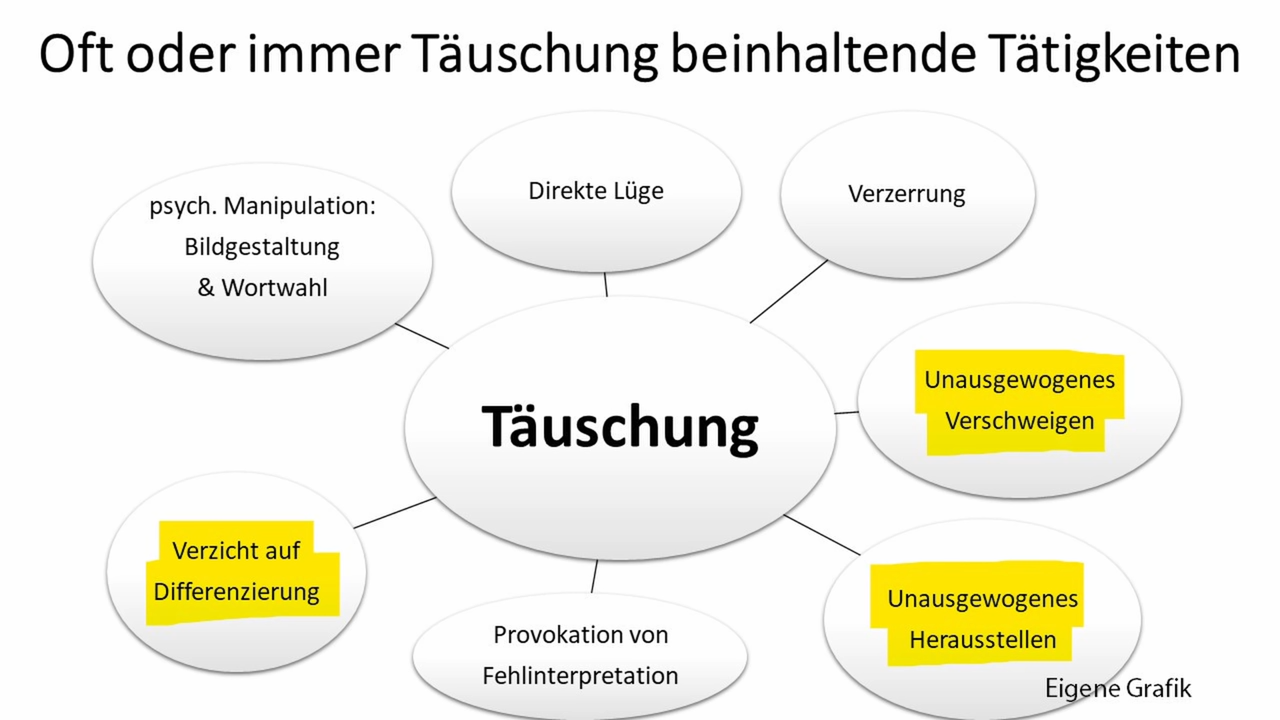 Oft oder immer Täuschung beinhaltende Tätigkeiten
psych. Manipulation:
Bildgestaltung
& Wortwahl
Direkte Lüge
Verzerrung
Täuschung
Unausgewogenes
Verschweigen
Verzicht auf
Differenzierung
Provokation von
Fehlinterpretation
Unausgewogenes
Herausstellen
Eigene Grafik